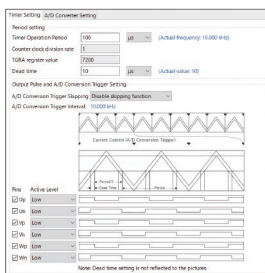 Timer Setting A/D Converter Setting
Period setting
Timer Operation Period 100 µs (Actual frequency: 10.000 kHz)
Counter clock division rate 1
TGRA register value 7200
Dead time 10 µs (Actual value: 10)
Output Pulse and A/D Conversion Trigger Setting
A/D Conversion Trigger Skipping Disable skipping function
A/D Conversion Trigger Interval 10.000 kHz
Current Control (A/D Conversion Trigger)
Dead Time
Period
Pins Active Level
Up Low
Un Low
Vp Low
Vn Low
Wp Low
Wn Low
Note: Dead time setting is not reflected to the pictures.